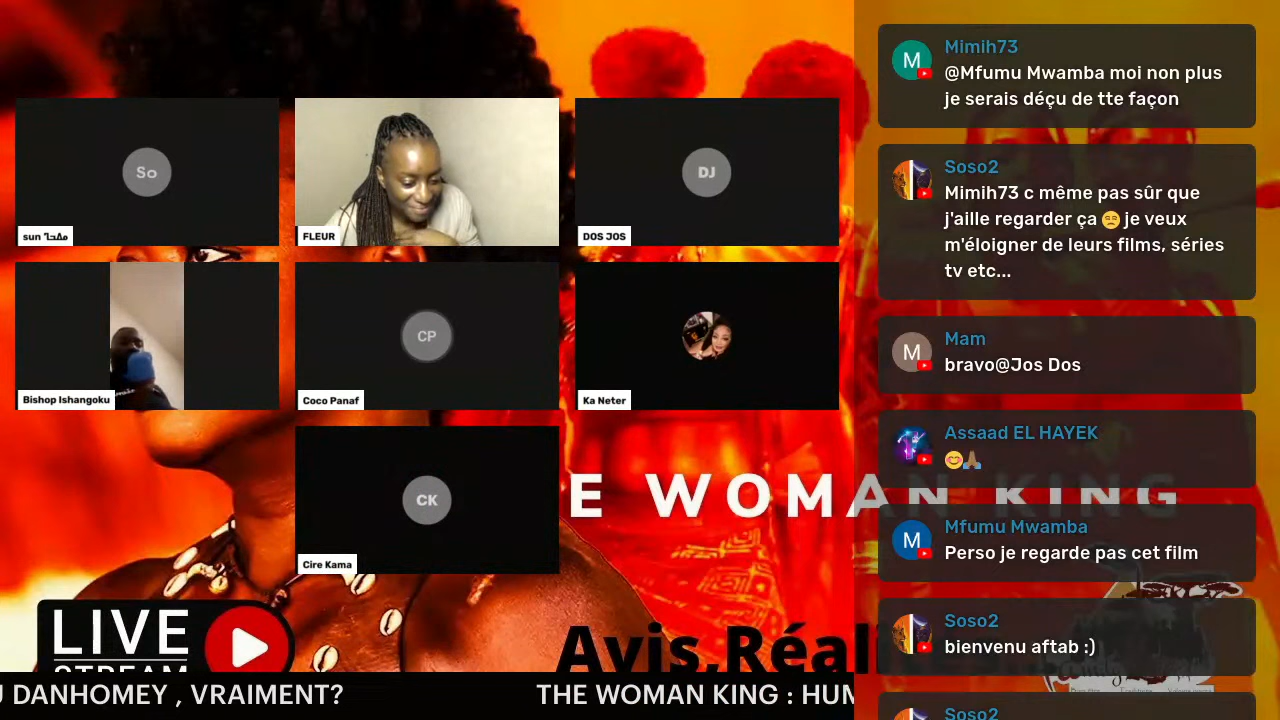 So
sun
FLEUR
DJ
DOS JOS
Bishop Ishangoku
CP
Coco Panaf
Ka Neter
CK
Cire Kama
E WOMAN KING
LIVE
STREAM
Avis,Réal
DANHOMEY , VRAIMENT?
THE WOMAN KING : HUM
M
Mimih73
@Mfumu Mwamba moi non plus
je serais déçu de tte façon
Soso2
Mimih73 c même pas sûr que
j'aille regarder ça 😒 je veux
m'éloigner de leurs films, séries
tv etc...
M
Mam
bravo@Jos Dos
Assaad EL HAYEK
😊🙏🏾
M
Mfumu Mwamba
Perso je regarde pas cet film
Soso2
bienvenu aftab :)
Soso2